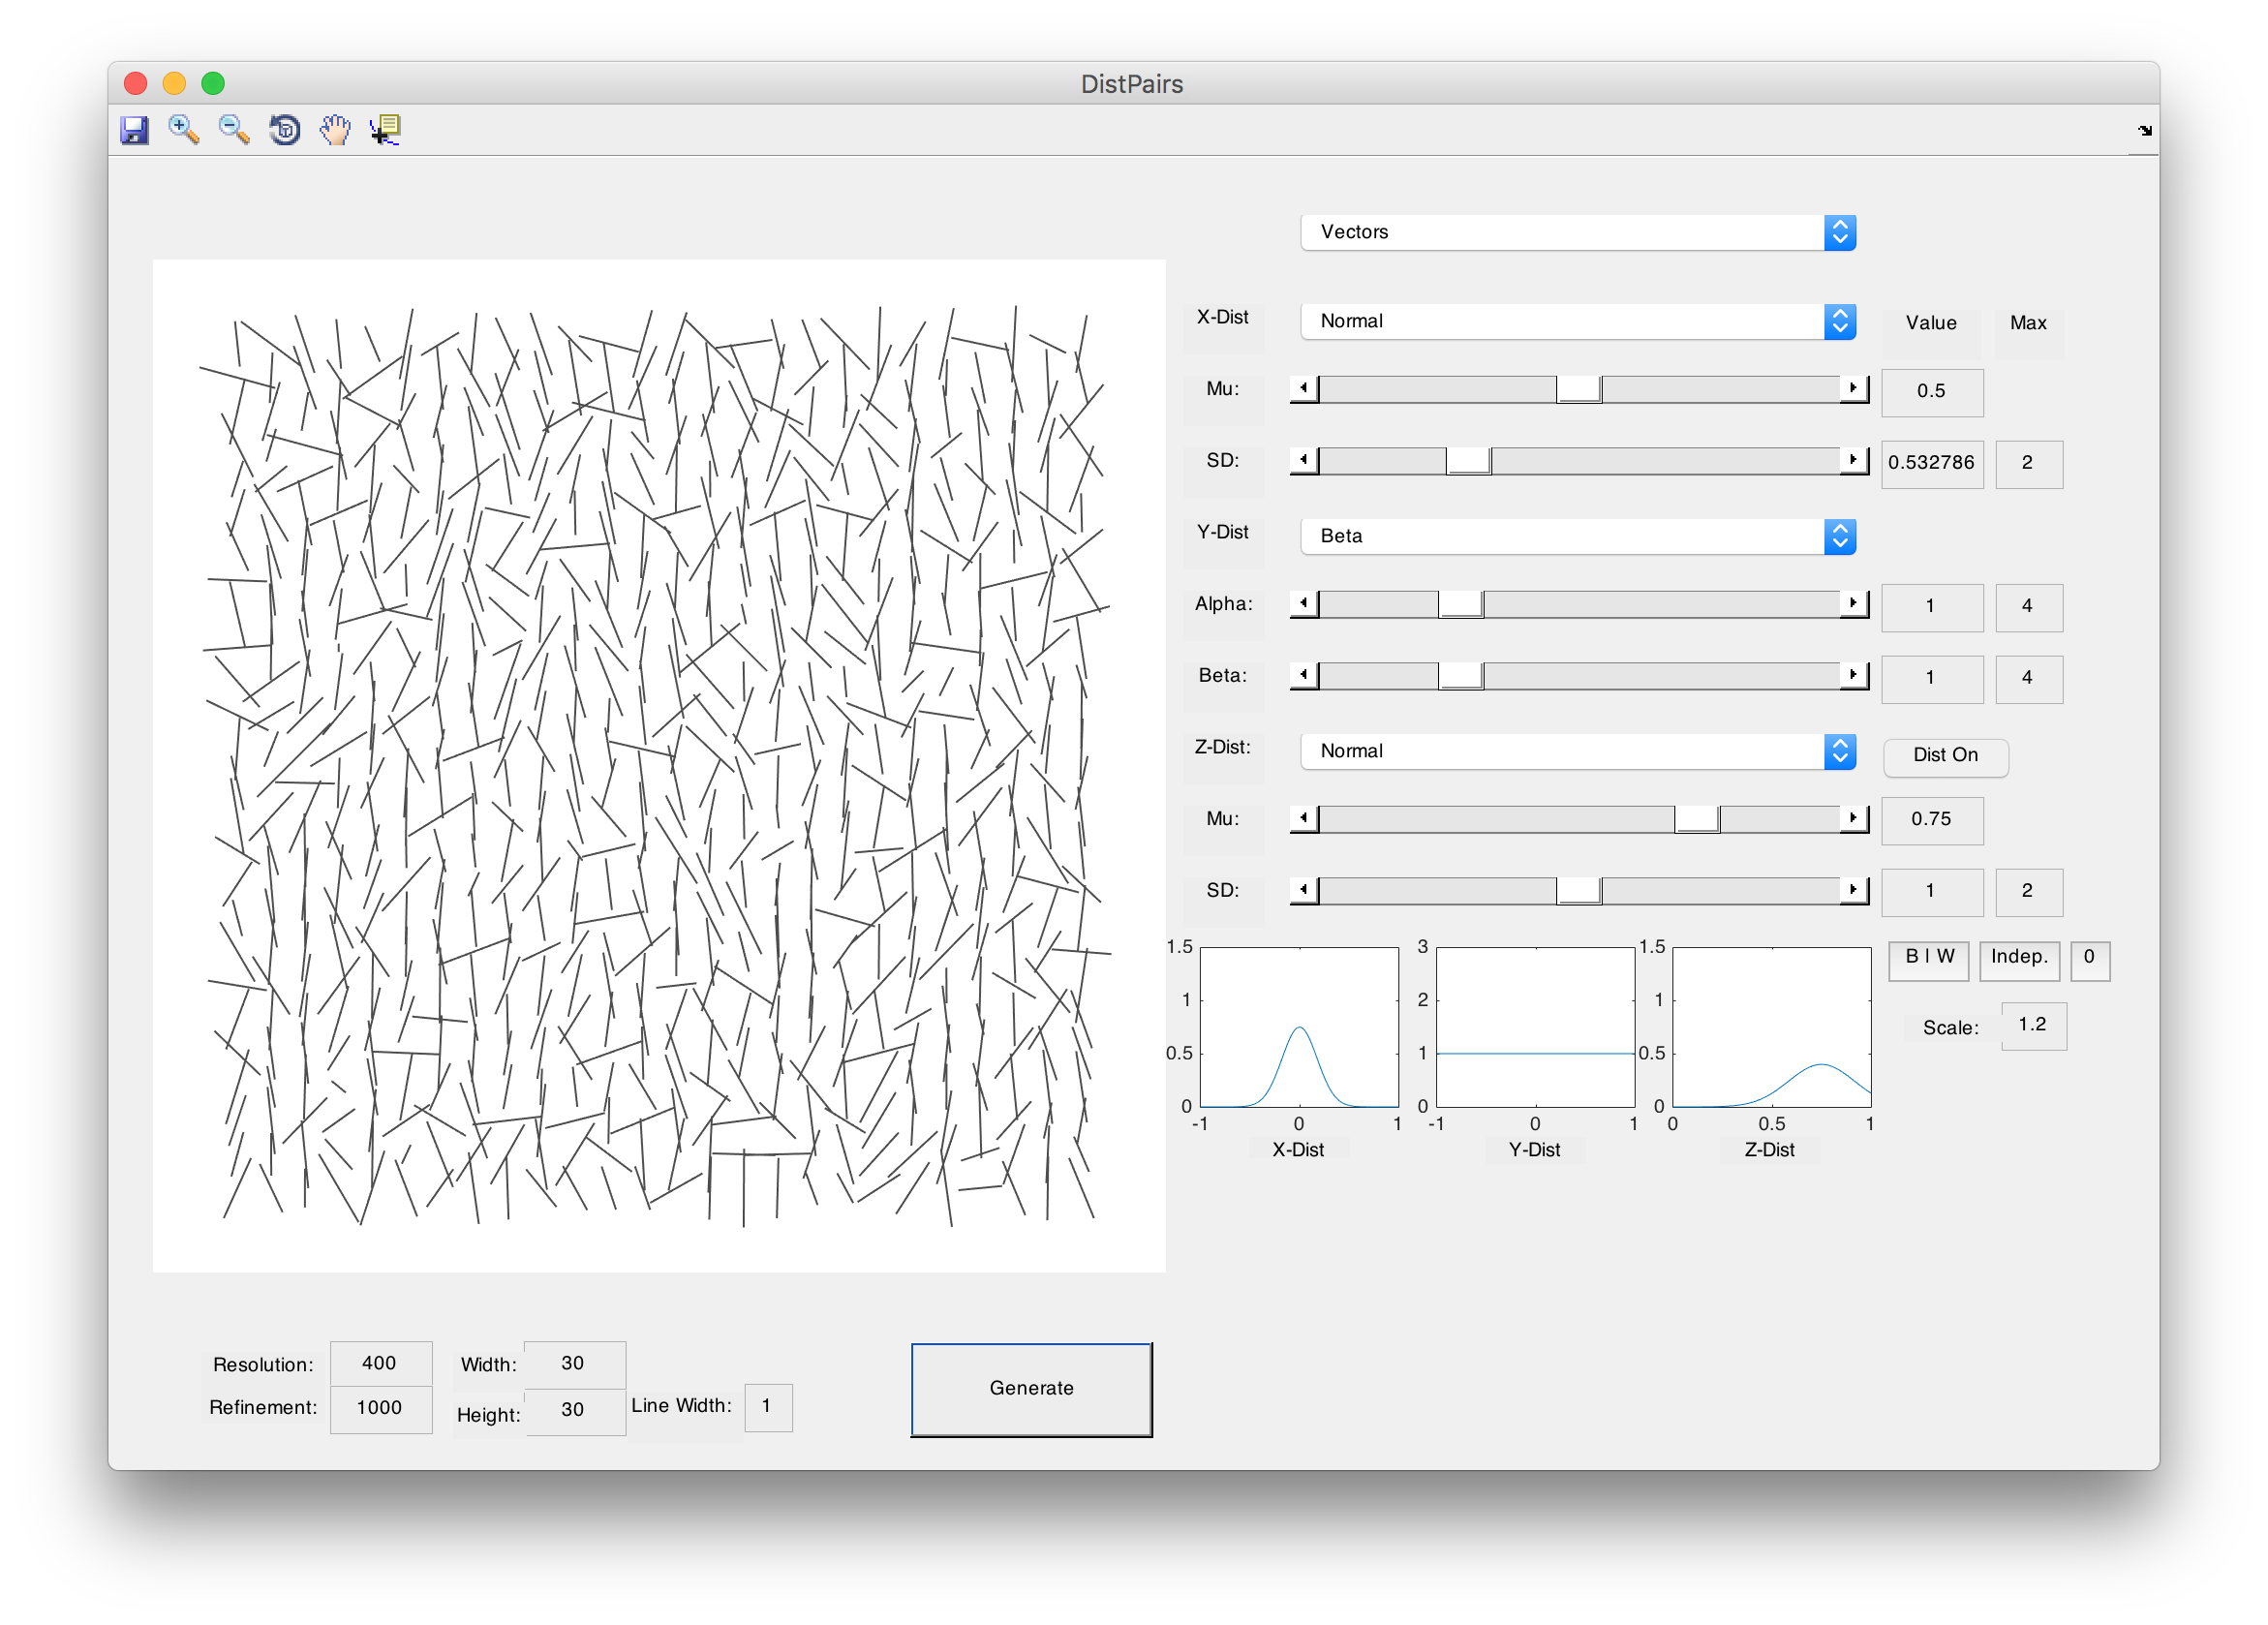 DistPairs
Vectors
X-Dist Normal Value Max
Mu: 0.5
SD: 0.532786 2
Y-Dist Beta
Alpha: 1 4
Beta: 1 4
Z-Dist: Normal Dist On
Mu: 0.75
SD: 1 2
1.5 3 1.5 B | W Indep. 0
1 2 1
Scale: 1.2
0.5 1 0.5
0 0 0
-1 0 1 -1 0 1 0 0.5 1
X-Dist Y-Dist Z-Dist
Resolution: 400 Width: 30
Generate
Refinement: 1000 Height: 30 Line Width: 1